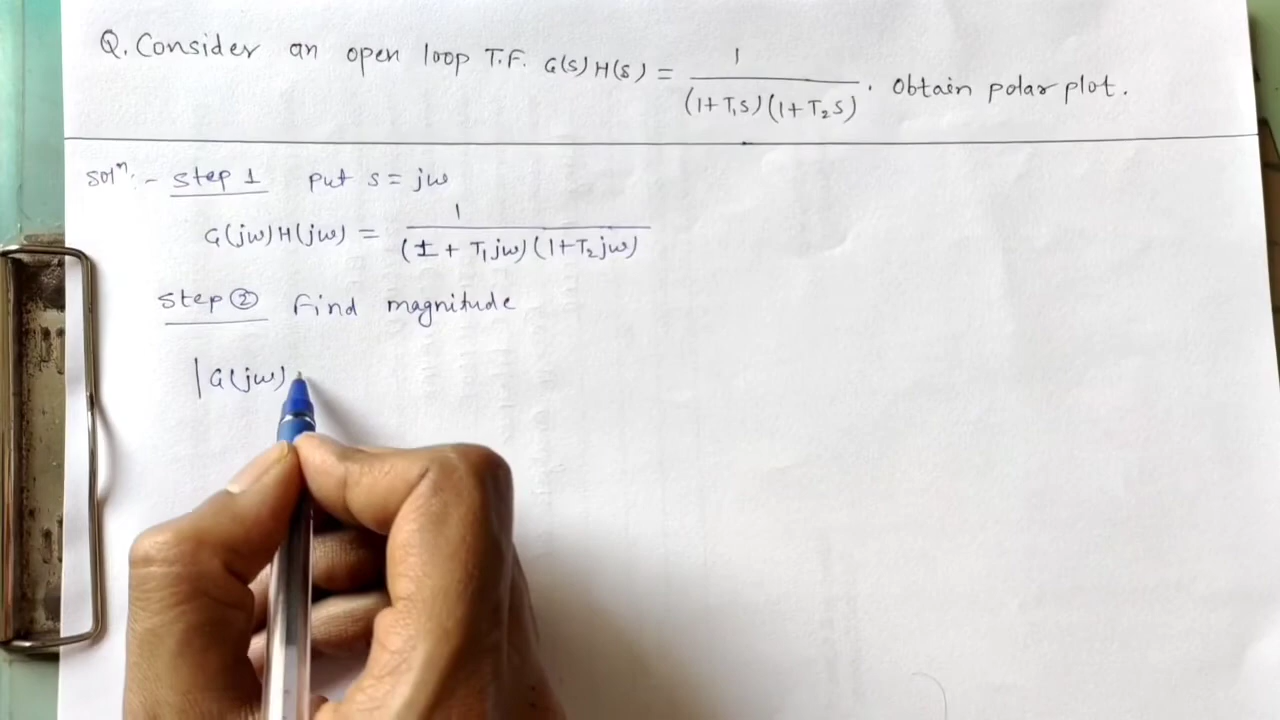 Q. Consider an open loop T.F. G(s)H(s) = 1 / (1+T₁s)(1+T₂s). Obtain polar plot.
Solⁿ:- Step 1 Put s = jω
G(jω)H(jω) = 1 / (1 + T₁jω)(1+T₂jω)
Step ② Find magnitude
|G(jω)